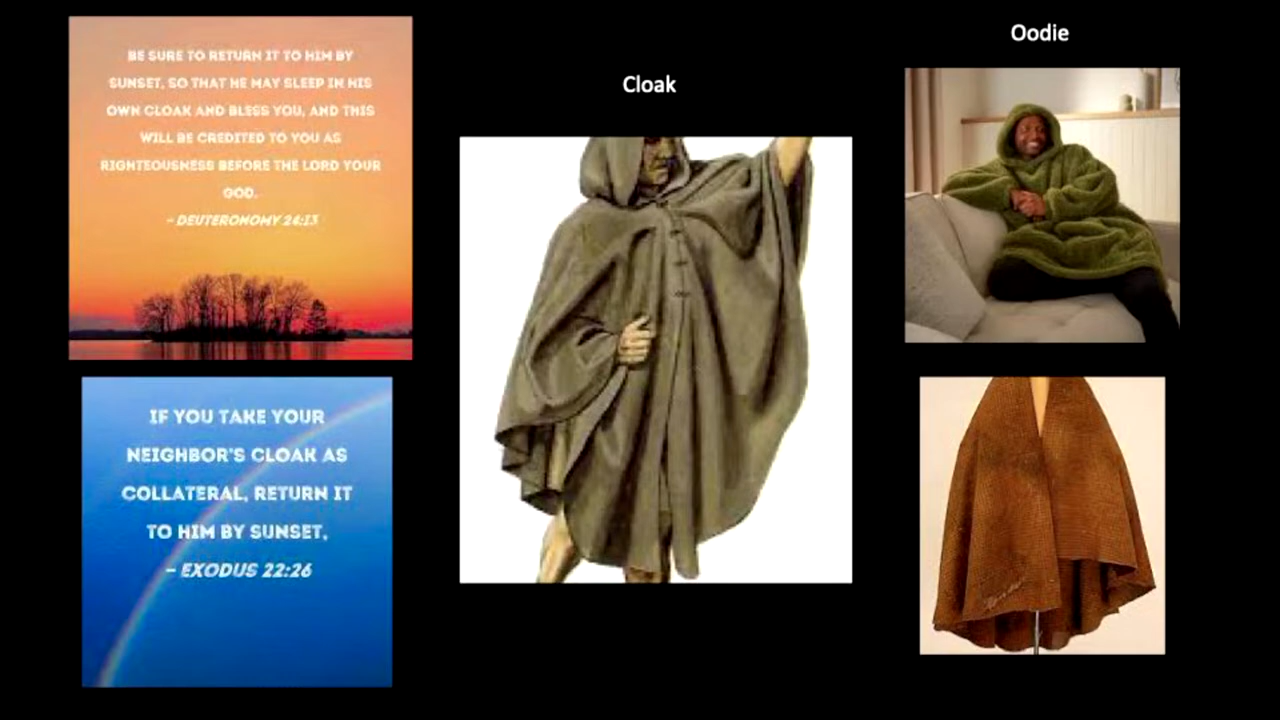 BE SURE TO RETURN IT TO HIM BY
SUNSET, SO THAT HE MAY SLEEP IN HIS
OWN CLOAK AND BLESS YOU, AND THIS
WILL BE CREDITED TO YOU AS
RIGHTEOUSNESS BEFORE THE LORD YOUR
GOD.
- DEUTERONOMY 24:13
IF YOU TAKE YOUR
NEIGHBOR'S CLOAK AS
COLLATERAL, RETURN IT
TO HIM BY SUNSET,
- EXODUS 22:26
Cloak
Oodie